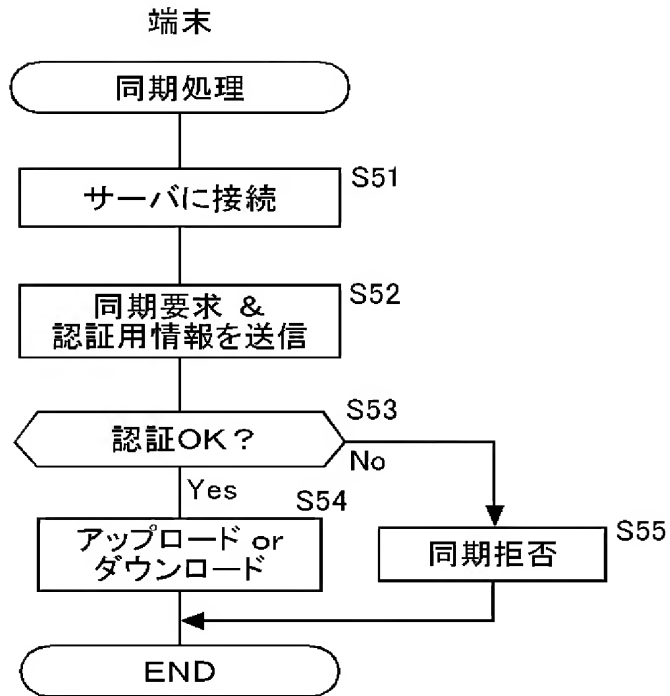 端末
同期処理
サーバに接続
S51
同期要求 &
認証用情報を送信
S52
認証OK?
S53
No
Yes
アップロード or
ダウンロード
S54
同期拒否
S55
END